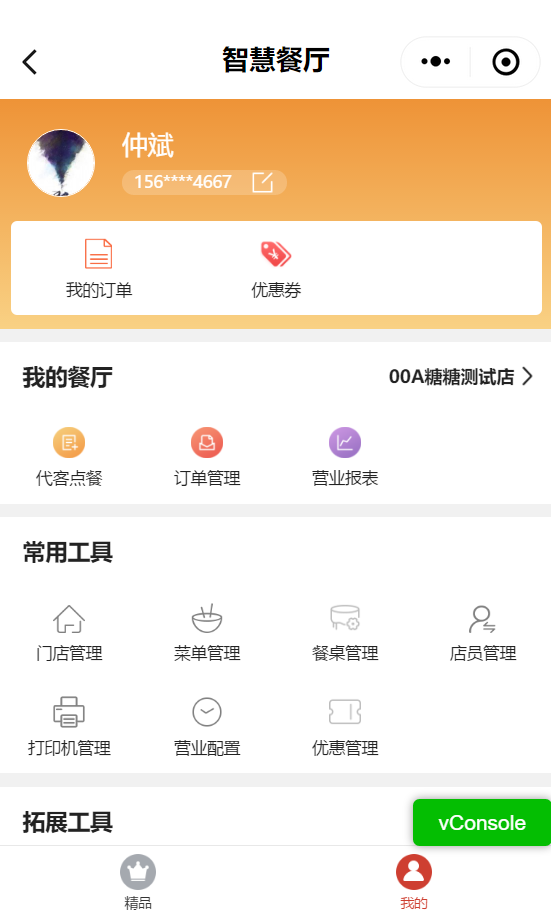 智慧餐厅
仲斌
156****4667
我的订单 优惠券
我的餐厅 00A糖糖测试店
代客点餐 订单管理 营业报表
常用工具
门店管理 菜单管理 餐桌管理 店员管理
打印机管理 营业配置 优惠管理
拓展工具 vConsole
精品 我的